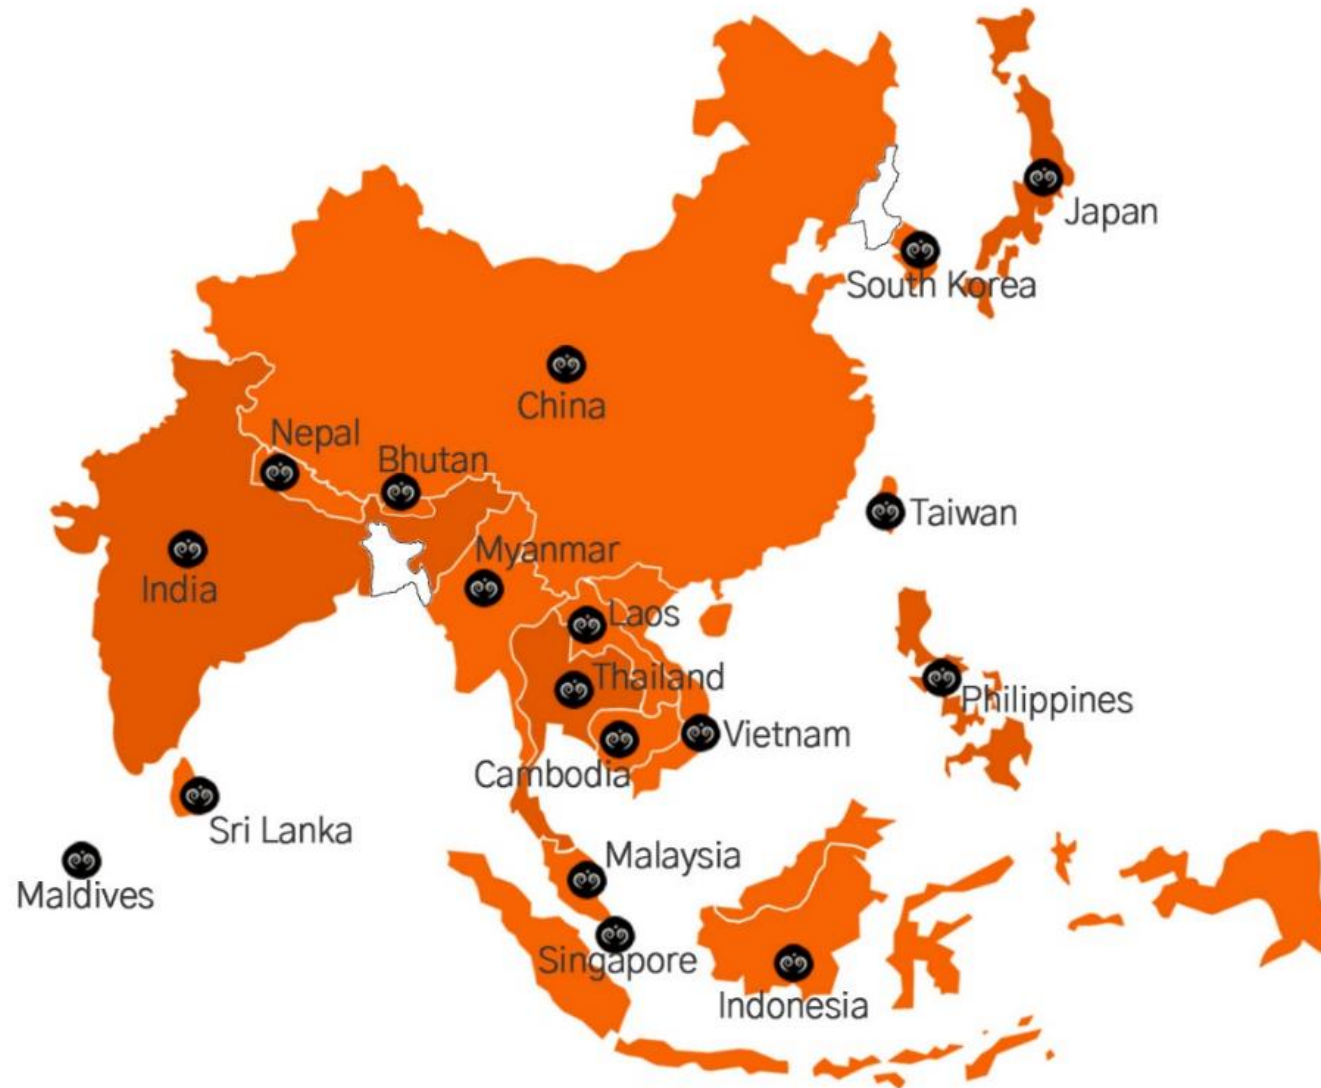 Japan
South Korea
China
Nepal
Bhutan
Taiwan
Myanmar
India
Laos
Thailand
Philippines
Vietnam
Cambodia
Sri Lanka
Malaysia
Maldives
Singapore
Indonesia